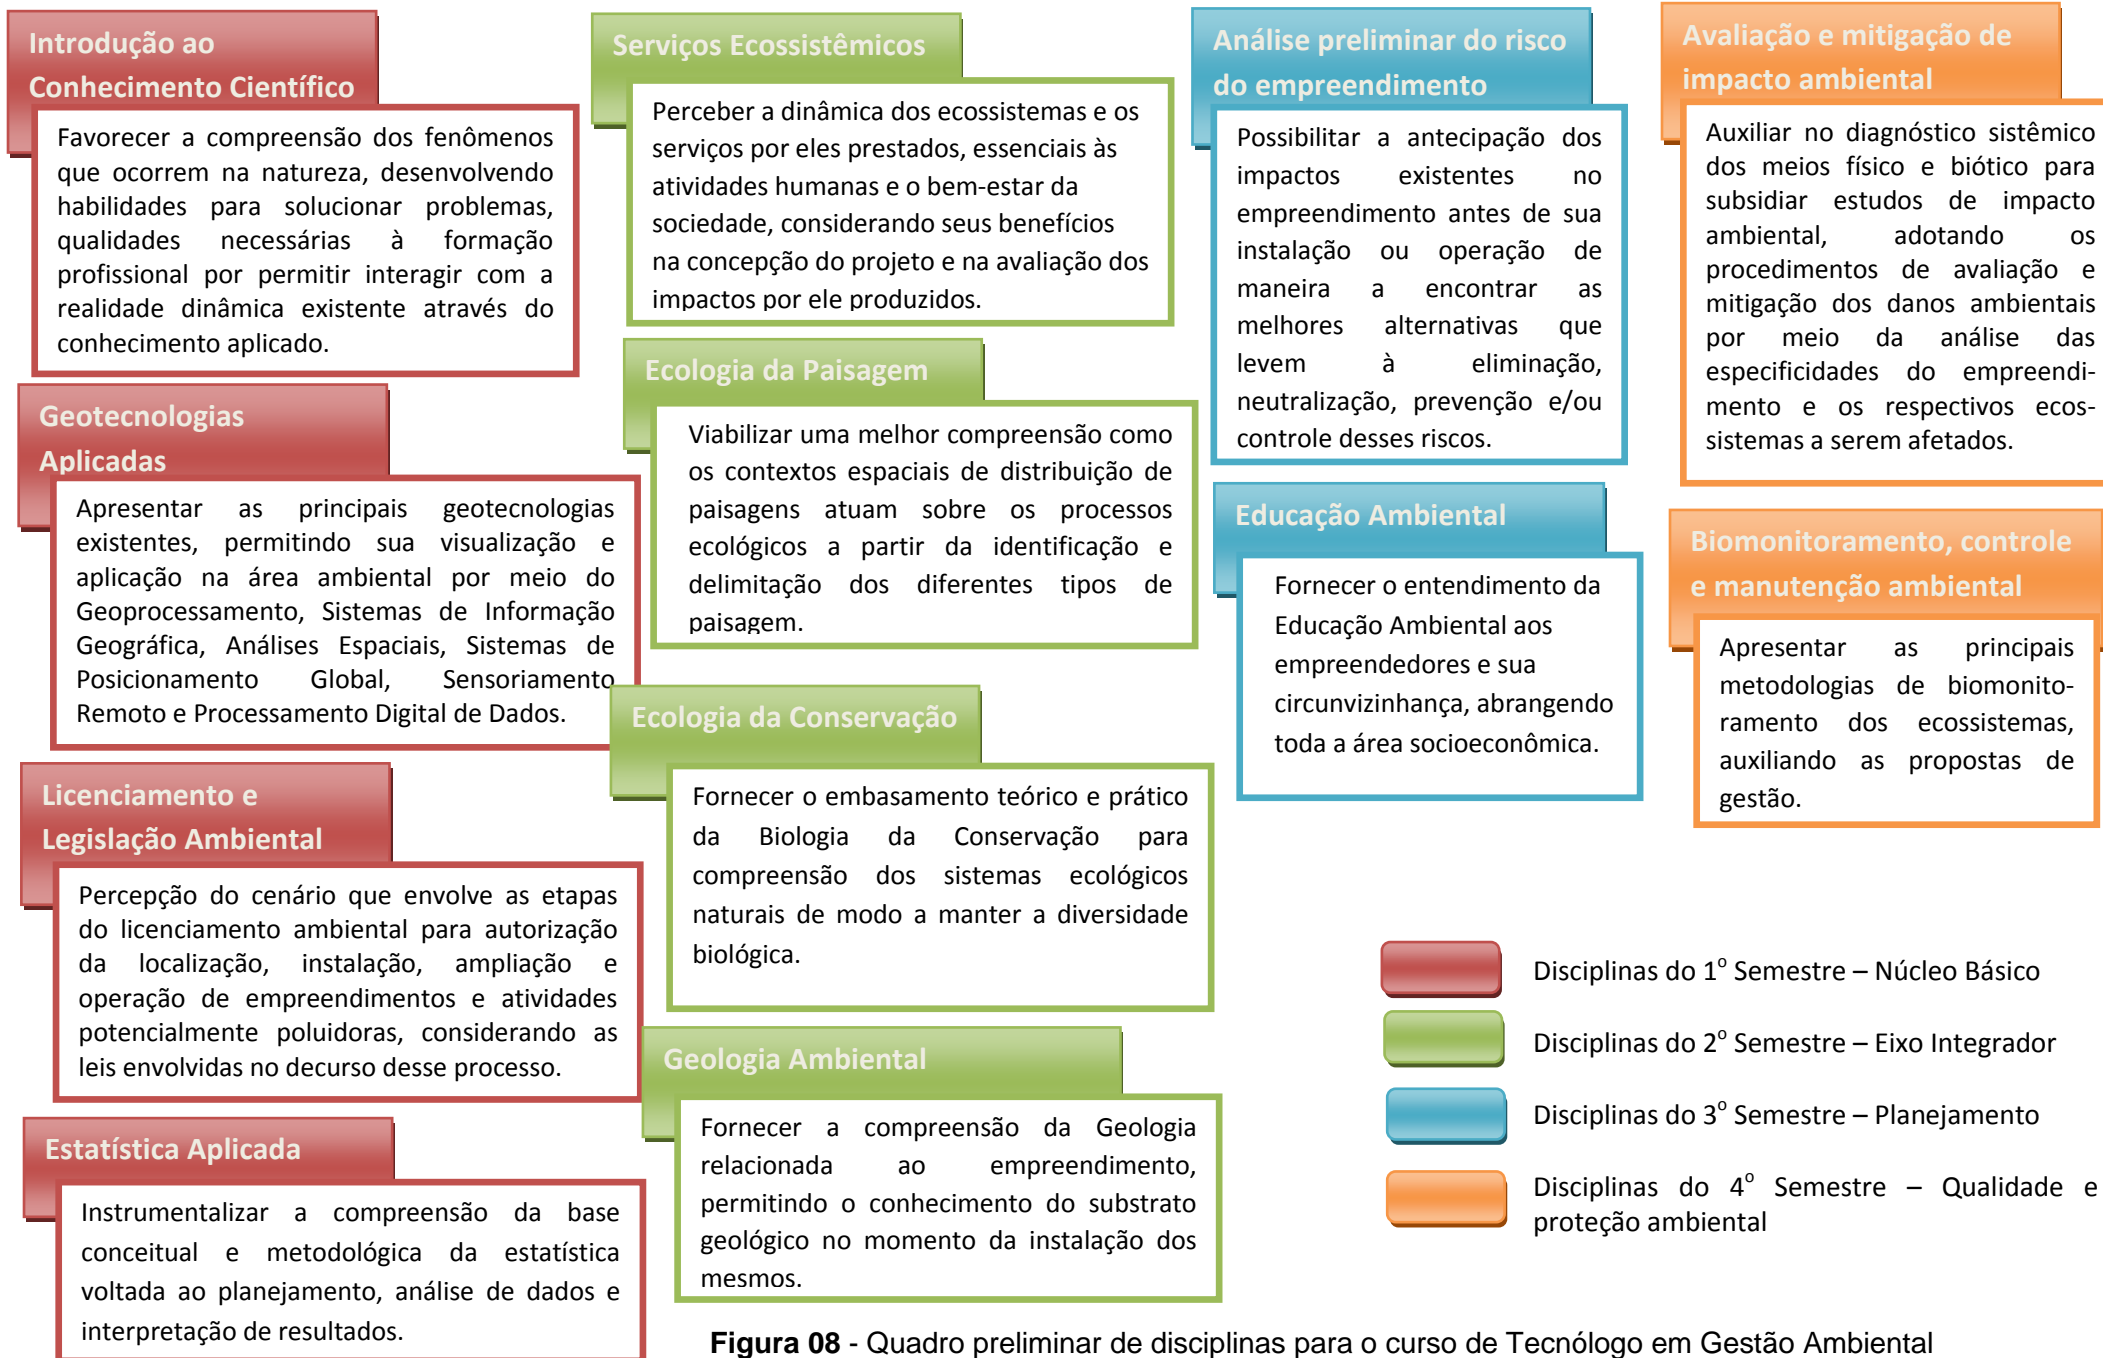 Introdução ao
Conhecimento Científico
Favorecer a compreensão dos fenômenos
que ocorrem na natureza, desenvolvendo
habilidades para solucionar problemas,
qualidades necessárias à formação
profissional por permitir interagir com a
realidade dinâmica existente através do
conhecimento aplicado.
Geotecnologias
Aplicadas
Apresentar as principais geotecnologias
existentes, permitindo sua visualização e
aplicação na área ambiental por meio do
Geoprocessamento, Sistemas de Informação
Geográfica, Análises Espaciais, Sistemas de
Posicionamento Global, Sensoriamento
Remoto e Processamento Digital de Dados.
Licenciamento e
Legislação Ambiental
Percepção do cenário que envolve as etapas
do licenciamento ambiental para autorização
da localização, instalação, ampliação e
operação de empreendimentos e atividades
potencialmente poluidoras, considerando as
leis envolvidas no decurso desse processo.
Estatística Aplicada
Instrumentalizar a compreensão da base
conceitual e metodológica da estatística
voltada ao planejamento, análise de dados e
interpretação de resultados.
Serviços Ecossistêmicos
Perceber a dinâmica dos ecossistemas e os
serviços por eles prestados, essenciais às
atividades humanas e o bem-estar da
sociedade, considerando seus benefícios
na concepção do projeto e na avaliação dos
impactos por ele produzidos.
Ecologia da Paisagem
Viabilizar uma melhor compreensão como
os contextos espaciais de distribuição de
paisagens atuam sobre os processos
ecológicos a partir da identificação e
delimitação dos diferentes tipos de
paisagem.
Ecologia da Conservação
Fornecer o embasamento teórico e prático
da Biologia da Conservação para
compreensão dos sistemas ecológicos
naturais de modo a manter a diversidade
biológica.
Geologia Ambiental
Fornecer a compreensão da Geologia
relacionada ao empreendimento,
permitindo o conhecimento do substrato
geológico no momento da instalação dos
mesmos.
Análise preliminar do risco
do empreendimento
Possibilitar a antecipação dos
impactos existentes no
empreendimento antes de sua
instalação ou operação de
maneira a encontrar as
melhores alternativas que
levem à eliminação,
neutralização, prevenção e/ou
controle desses riscos.
Educação Ambiental
Fornecer o entendimento da
Educação Ambiental aos
empreendedores e sua
circunvizinhança, abrangendo
toda a área socioeconômica.
Avaliação e mitigação de
impacto ambiental
Auxiliar no diagnóstico sistêmico
dos meios físico e biótico para
subsidiar estudos de impacto
ambiental, adotando os
procedimentos de avaliação e
mitigação dos danos ambientais
por meio da análise das
especificidades do empreendi-
mento e os respectivos ecos-
sistemas a serem afetados.
Biomonitoramento, controle
e manutenção ambiental
Apresentar as principais
metodologias de biomonito-
ramento dos ecossistemas,
auxiliando as propostas de
gestão.
Disciplinas do 1º Semestre – Núcleo Básico
Disciplinas do 2º Semestre – Eixo Integrador
Disciplinas do 3º Semestre – Planejamento
Disciplinas do 4º Semestre – Qualidade e
proteção ambiental
Figura 08 - Quadro preliminar de disciplinas para o curso de Tecnólogo em Gestão Ambiental